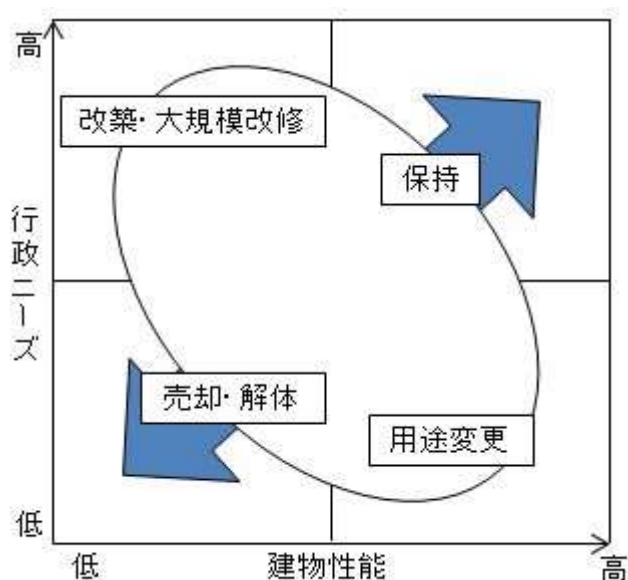 高
改築・大規模改修
保持
行政ニーズ
売却・解体
用途変更
低
低
建物性能
高